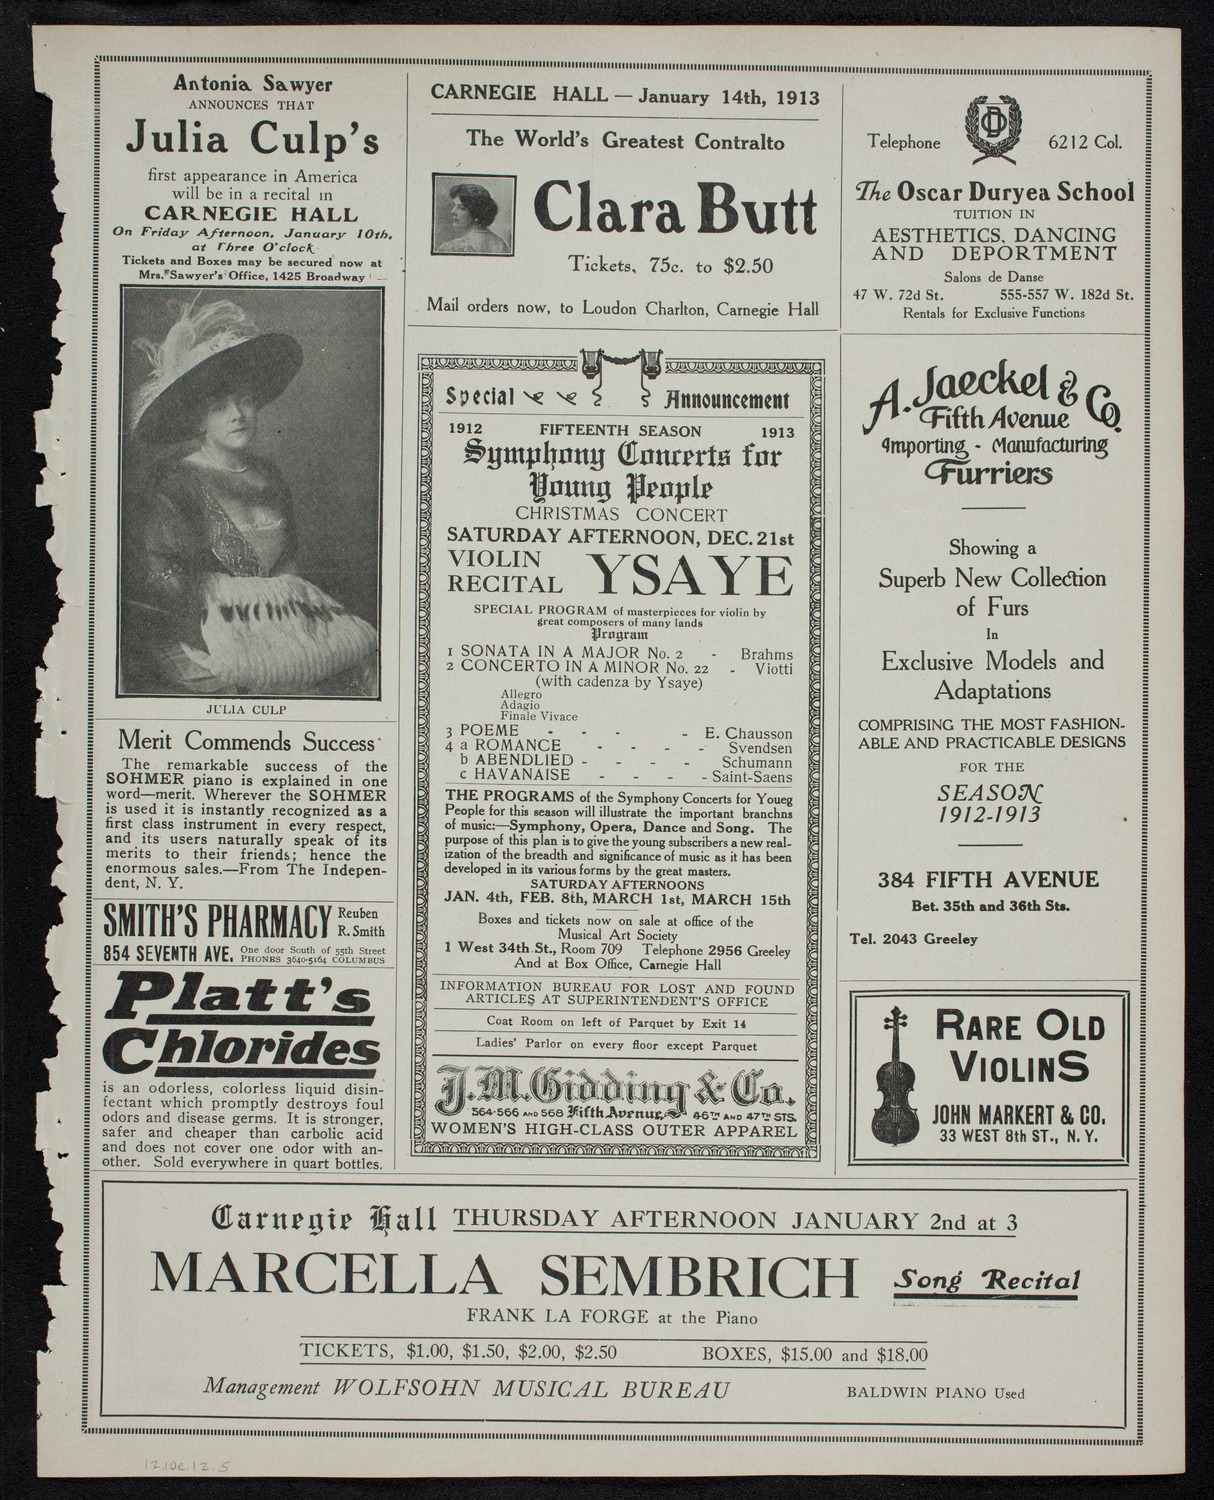 Antonia Sawyer
ANNOUNCES THAT
Julia Culp's
first appearance in America
will be in a recital in
CARNEGIE HALL
On Friday Afternoon, January 10th,
at Three O'clock
Tickets and Boxes may be secured now at
Mrs. Sawyer's Office, 1425 Broadway
JULIA CULP
Merit Commends Success
The remarkable success of the
SOHMER piano is explained in one
word—merit. Wherever the SOHMER
is used it is instantly recognized as a
first class instrument in every respect,
and its users naturally speak of its
merits to their friends; hence the
enormous sales.—From The Indepen-
dent, N. Y.
SMITH'S PHARMACY Reuben
R. Smith
854 SEVENTH AVE. One door South of 55th Street
PHONES 3640-5164 COLUMBUS
Platt's
Chlorides
is an odorless, colorless liquid disin-
fectant which promptly destroys foul
odors and disease germs. It is stronger,
safer and cheaper than carbolic acid
and does not cover one odor with an-
other. Sold everywhere in quart bottles.
CARNEGIE HALL — January 14th, 1913
The World's Greatest Contralto
Clara Butt
Tickets, 75c. to $2.50
Mail orders now, to Loudon Charlton, Carnegie Hall
Special Announcement
1912 FIFTEENTH SEASON 1913
Symphony Concerts for
Young People
CHRISTMAS CONCERT
SATURDAY AFTERNOON, DEC. 21st
VIOLIN
RECITAL YSAYE
SPECIAL PROGRAM of masterpieces for violin by
great composers of many lands
Program
1 SONATA IN A MAJOR No. 2 - Brahms
2 CONCERTO IN A MINOR No. 22 - Viotti
(with cadenza by Ysaye)
Allegro
Adagio
Finale Vivace
3 POEME - - - - E. Chausson
4 a ROMANCE - - - - Svendsen
b ABENDLIED - - - - Schumann
c HAVANAISE - - - - Saint-Saens
THE PROGRAMS of the Symphony Concerts for Youeg
People for this season will illustrate the important branchns
of music:—Symphony, Opera, Dance and Song. The
purpose of this plan is to give the young subscribers a new real-
ization of the breadth and significance of music as it has been
developed in its various forms by the great masters.
SATURDAY AFTERNOONS
JAN. 4th, FEB. 8th, MARCH 1st, MARCH 15th
Boxes and tickets now on sale at office of the
Musical Art Society
1 West 34th St., Room 709 Telephone 2956 Greeley
And at Box Office, Carnegie Hall
INFORMATION BUREAU FOR LOST AND FOUND
ARTICLES AT SUPERINTENDENT'S OFFICE
Coat Room on left of Parquet by Exit 14
Ladies' Parlor on every floor except Parquet
J. M. Gidding & Co.
564-566 AND 568 Fifth Avenue 46TH AND 47TH STS.
WOMEN'S HIGH-CLASS OUTER APPAREL
OD
Telephone 6212 Col.
The Oscar Duryea School
TUITION IN
AESTHETICS, DANCING
AND DEPORTMENT
Salons de Danse
47 W. 72d St. 555-557 W. 182d St.
Rentals for Exclusive Functions
A. Jaeckel & Co.
Fifth Avenue
Importing - Manufacturing
Furriers
Showing a
Superb New Collection
of Furs
In
Exclusive Models and
Adaptations
COMPRISING THE MOST FASHION-
ABLE AND PRACTICABLE DESIGNS
FOR THE
SEASON
1912-1913
384 FIFTH AVENUE
Bet. 35th and 36th Sts.
Tel. 2043 Greeley
RARE OLD
VIOLINS
JOHN MARKERT & CO.
33 WEST 8th ST., N. Y.
Carnegie Hall THURSDAY AFTERNOON JANUARY 2nd at 3
MARCELLA SEMBRICH Song Recital
FRANK LA FORGE at the Piano
TICKETS, $1.00, $1.50, $2.00, $2.50 BOXES, $15.00 and $18.00
Management WOLFSOHN MUSICAL BUREAU BALDWIN PIANO Used
12.10e.12.5